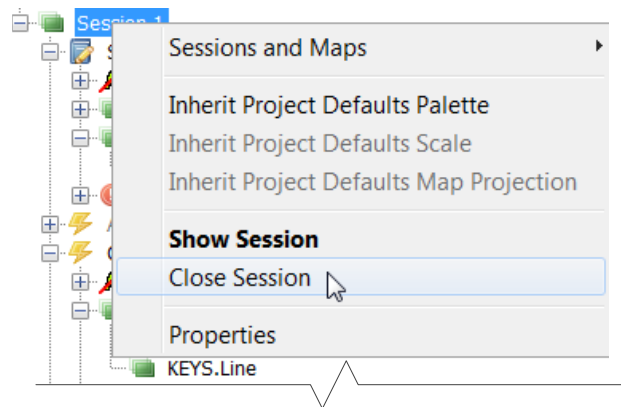 Session 1
Sessions and Maps
Inherit Project Defaults Palette
Inherit Project Defaults Scale
Inherit Project Defaults Map Projection
Show Session
Close Session
Properties
KEYS.Line